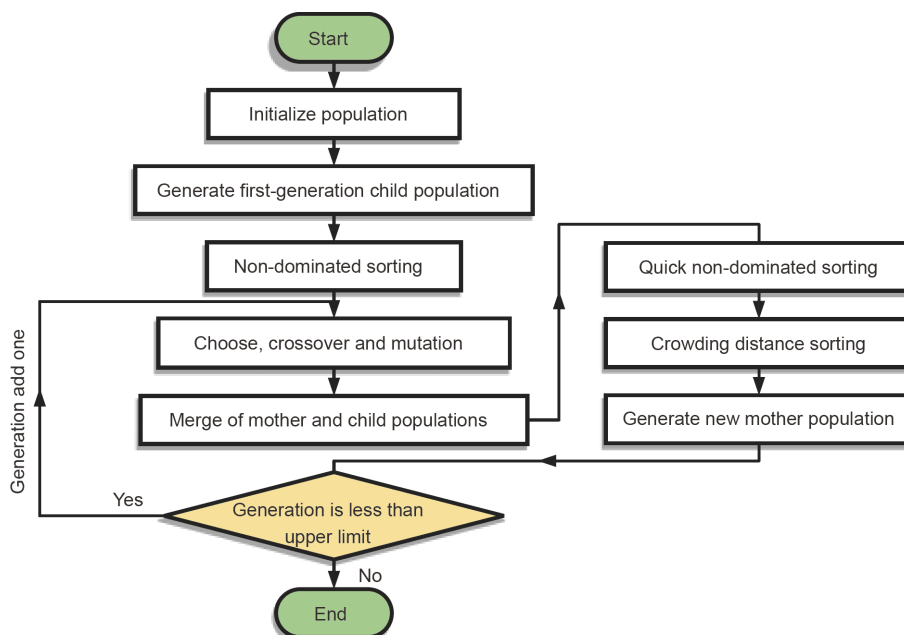 Start
Initialize population
Generate first-generation child population
Non-dominated sorting
Choose, crossover and mutation
Merge of mother and child populations
Quick non-dominated sorting
Crowding distance sorting
Generate new mother population
Generation is less than
upper limit
Yes
Generation add one
No
End